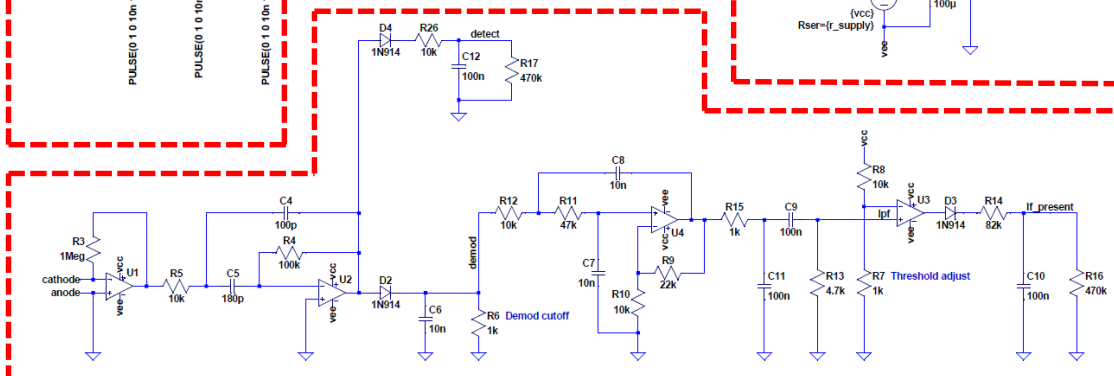 PULSE(0 1 0 10n 1
PULSE(0 1 0 10n
PULSE(0 1 0 10n
{vcc}
Rser={r_supply}
100µ
vee
D4
1N914
R26
10k
detect
C12
100n
R17
470k
C4
100p
R4
100k
R3
1Meg
cathode
anode
vcc
U1
vee
R5
10k
C5
180p
vcc
U2
vee
D2
1N914
C6
10n
demod
R6
1k
Demod cutoff
R12
10k
R11
47k
C8
10n
C7
10n
vee
vcc
U4
R9
22k
R10
10k
R15
1k
C9
100n
C11
100n
R13
4.7k
vcc
R8
10k
lpf
R7
1k
Threshold adjust
vcc
U3
vee
D3
1N914
R14
82k
lf_present
C10
100n
R16
470k